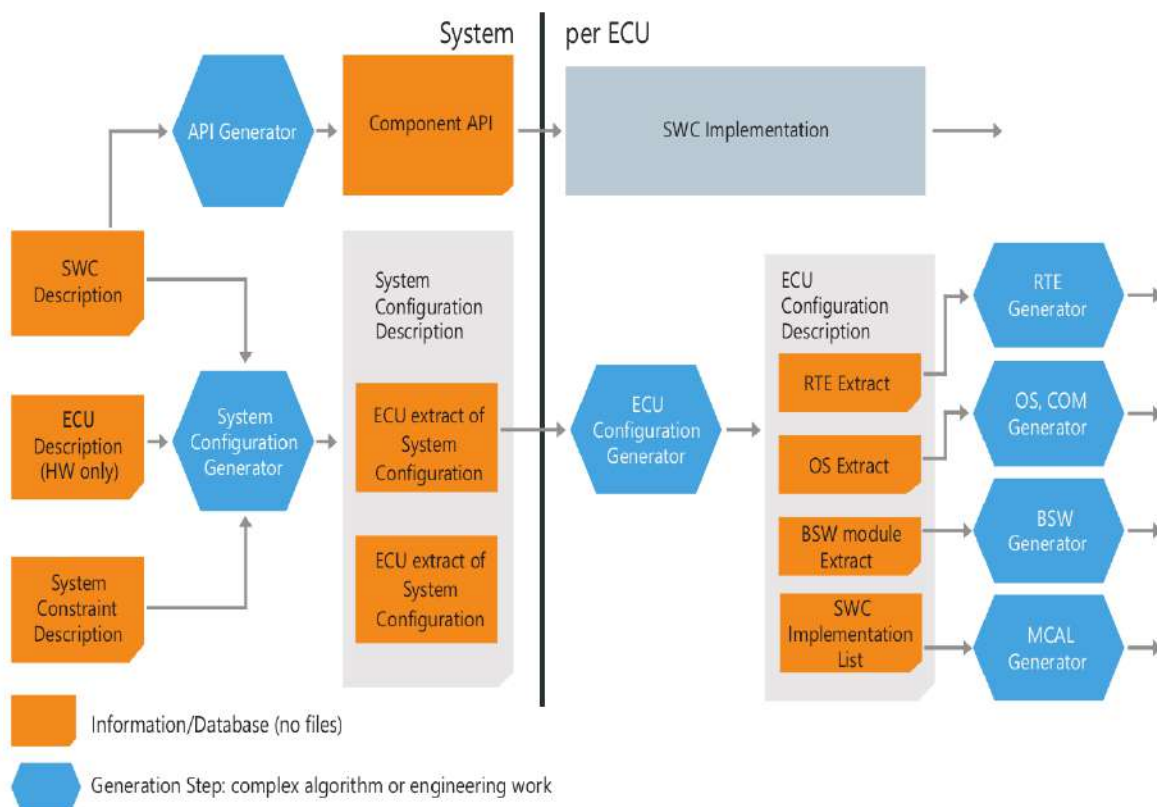 System
per ECU
API Generator
Component API
SWC Implementation
SWC
Description
ECU
Description
(HW only)
System
Constraint
Description
System
Configuration
Generator
System
Configuration
Description
ECU extract of
System
Configuration
ECU extract of
System
Configuration
ECU
Configuration
Generator
ECU
Configuration
Description
RTE Extract
OS Extract
BSW module
Extract
SWC
Implementation
List
RTE
Generator
OS, COM
Generator
BSW
Generator
MCAL
Generator
Information/Database (no files)
Generation Step: complex algorithm or engineering work